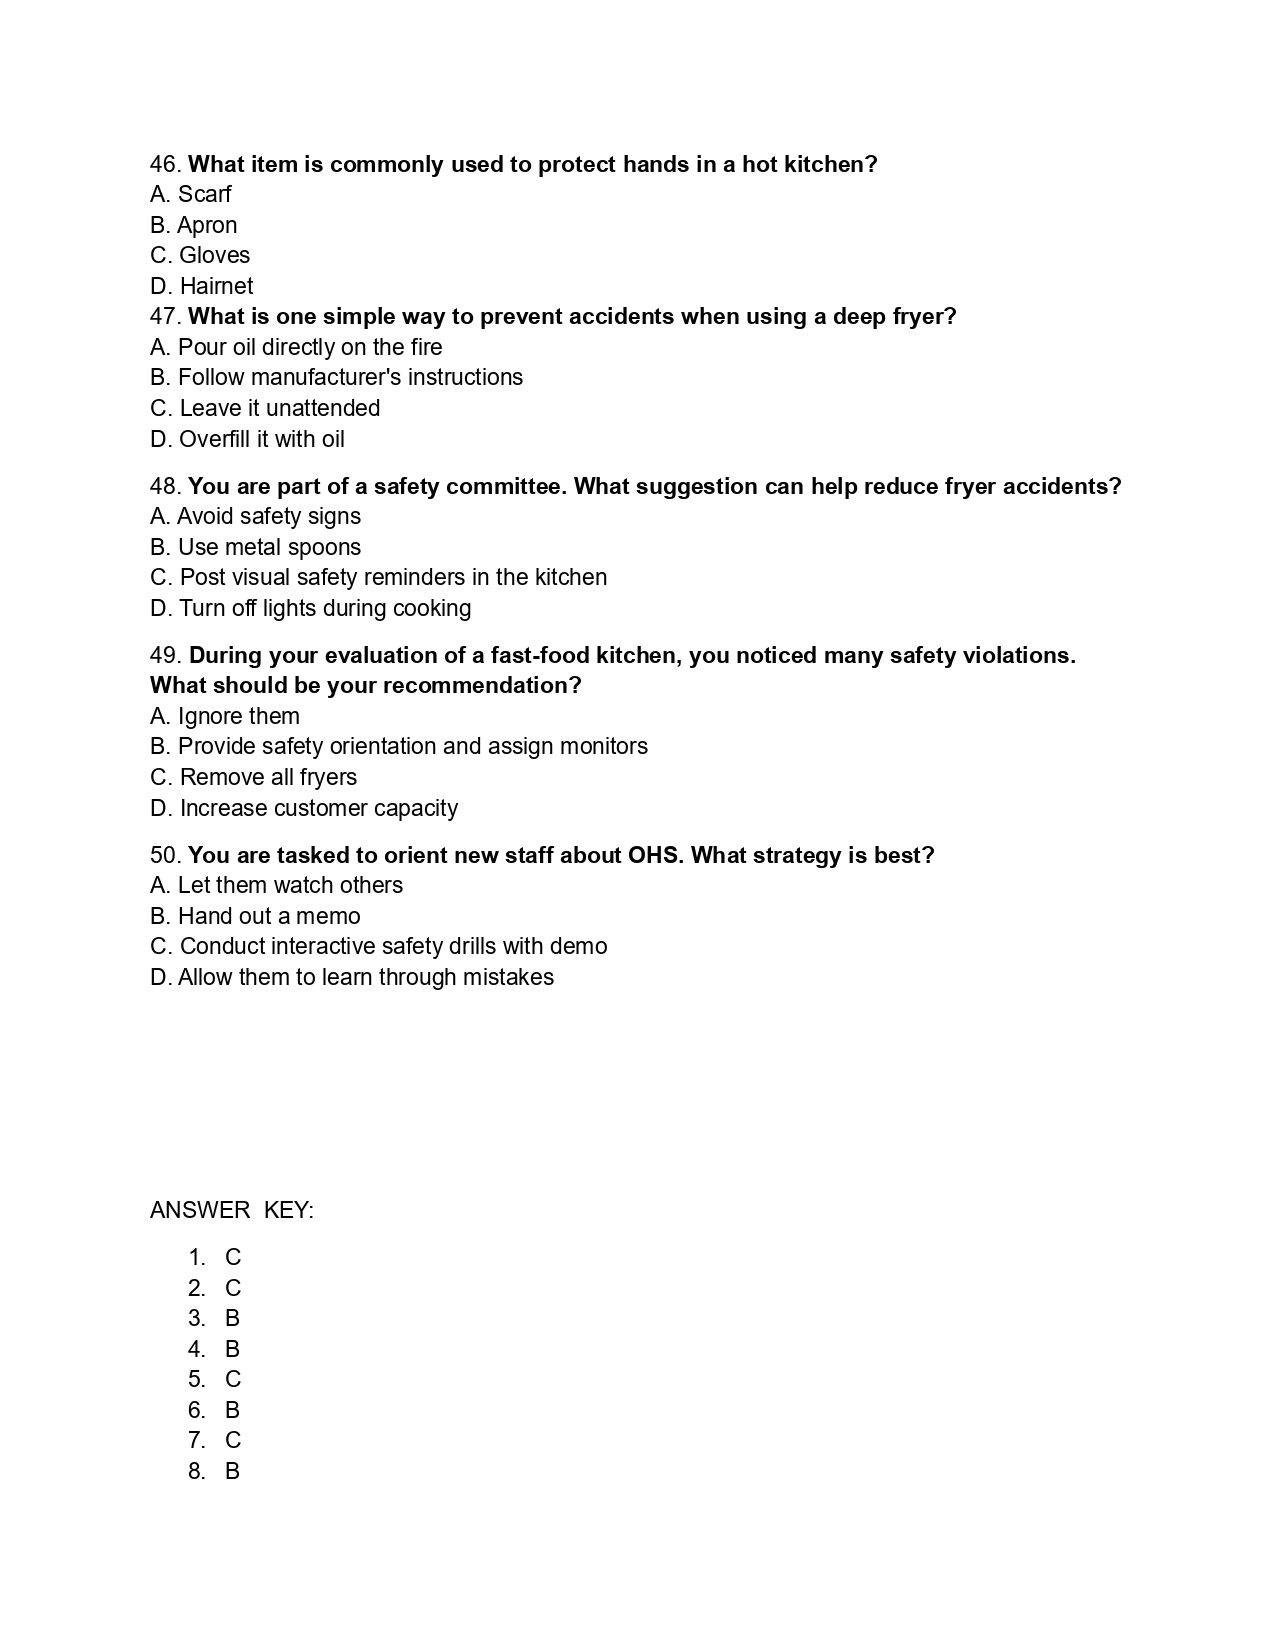 46. What item is commonly used to protect hands in a hot kitchen?
A. Scarf
B. Apron
C. Gloves
D. Hairnet
47. What is one simple way to prevent accidents when using a deep fryer?
A. Pour oil directly on the fire
B. Follow manufacturer's instructions
C. Leave it unattended
D. Overfill it with oil
48. You are part of a safety committee. What suggestion can help reduce fryer accidents?
A. Avoid safety signs
B. Use metal spoons
C. Post visual safety reminders in the kitchen
D. Turn off lights during cooking
49. During your evaluation of a fast-food kitchen, you noticed many safety violations.
What should be your recommendation?
A. Ignore them
B. Provide safety orientation and assign monitors
C. Remove all fryers
D. Increase customer capacity
50. You are tasked to orient new staff about OHS. What strategy is best?
A. Let them watch others
B. Hand out a memo
C. Conduct interactive safety drills with demo
D. Allow them to learn through mistakes
ANSWER KEY:
1. C
2. C
3. B
4. B
5. C
6. B
7. C
8. B